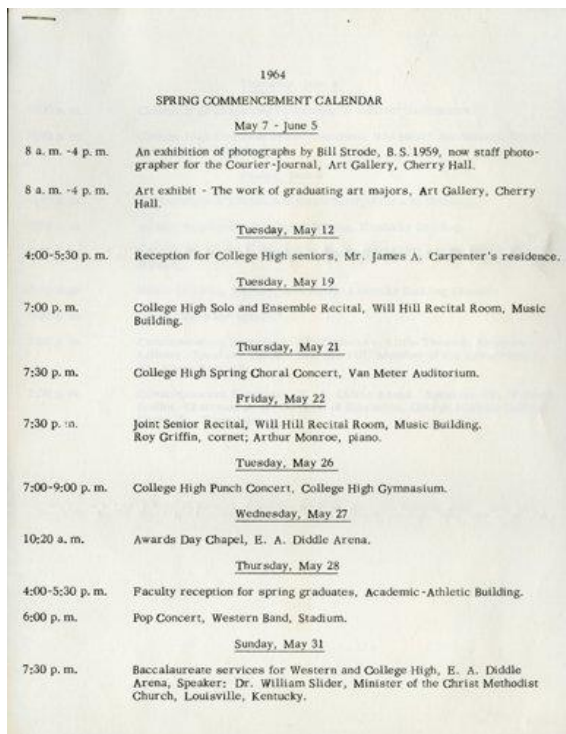 1964
SPRING COMMENCEMENT CALENDAR
May 7 - June 5
8 a. m. -4 p. m. An exhibition of photographs by Bill Strode, B. S. 1959, now staff photo-
grapher for the Courier-Journal, Art Gallery, Cherry Hall.
8 a. m. -4 p. m. Art exhibit - The work of graduating art majors, Art Gallery, Cherry
Hall.
Tuesday, May 12
4:00-5:30 p. m. Reception for College High seniors, Mr. James A. Carpenter's residence.
Tuesday, May 19
7:00 p. m. College High Solo and Ensemble Recital, Will Hill Recital Room, Music
Building.
Thursday, May 21
7:30 p. m. College High Spring Choral Concert, Van Meter Auditorium.
Friday, May 22
7:30 p. m. Joint Senior Recital, Will Hill Recital Room, Music Building.
Roy Griffin, cornet; Arthur Monroe, piano.
Tuesday, May 26
7:00-9:00 p. m. College High Punch Concert, College High Gymnasium.
Wednesday, May 27
10:20 a. m. Awards Day Chapel, E. A. Diddle Arena.
Thursday, May 28
4:00-5:30 p. m. Faculty reception for spring graduates, Academic-Athletic Building.
6:00 p. m. Pop Concert, Western Band, Stadium.
Sunday, May 31
7:30 p. m. Baccalaureate services for Western and College High, E. A. Diddle
Arena, Speaker: Dr. William Slider, Minister of the Christ Methodist
Church, Louisville, Kentucky.